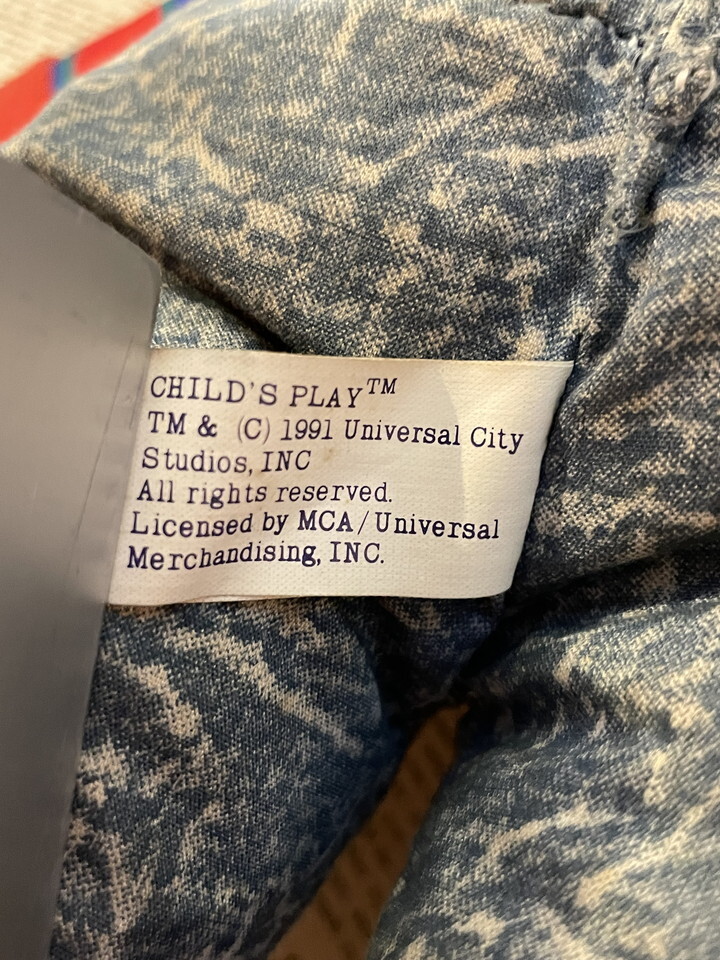 CHILD'S PLAY™
TM & (C) 1991 Universal City
Studios, INC
All rights reserved.
Licensed by MCA/Universal
Merchandising, INC.